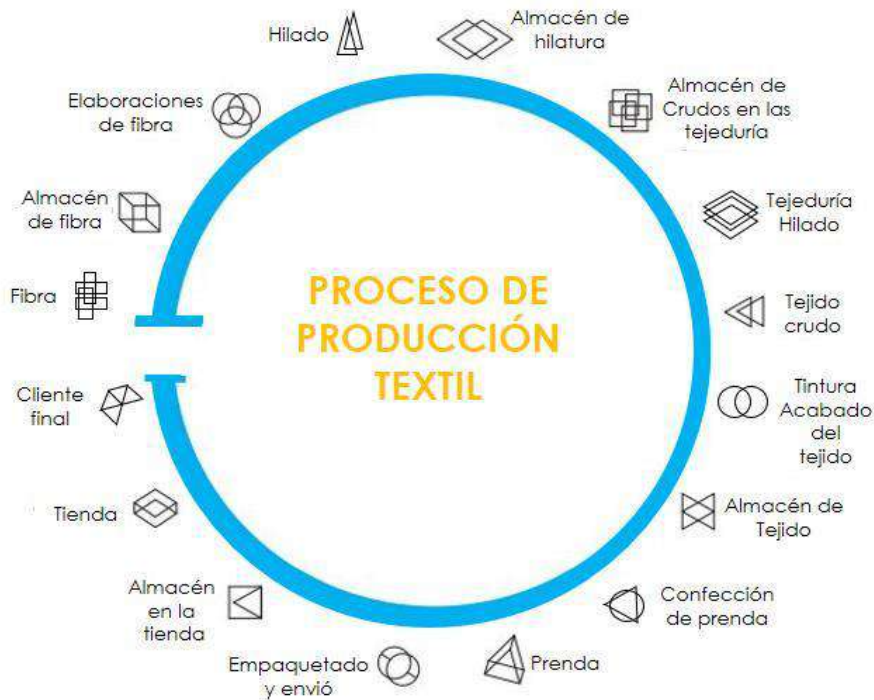 PROCESO DE
PRODUCCIÓN
TEXTIL
Fibra
Almacén
de fibra
Elaboraciones
de fibra
Hilado
Almacén de
hilatura
Almacén de
Crudos en las
tejeduría
Tejeduría
Hilado
Tejido
crudo
Tintura
Acabado
del
tejido
Almacén de
Tejido
Confección
de prenda
Prenda
Empaquetado
y envió
Almacén
en la
tienda
Tienda
Cliente
final